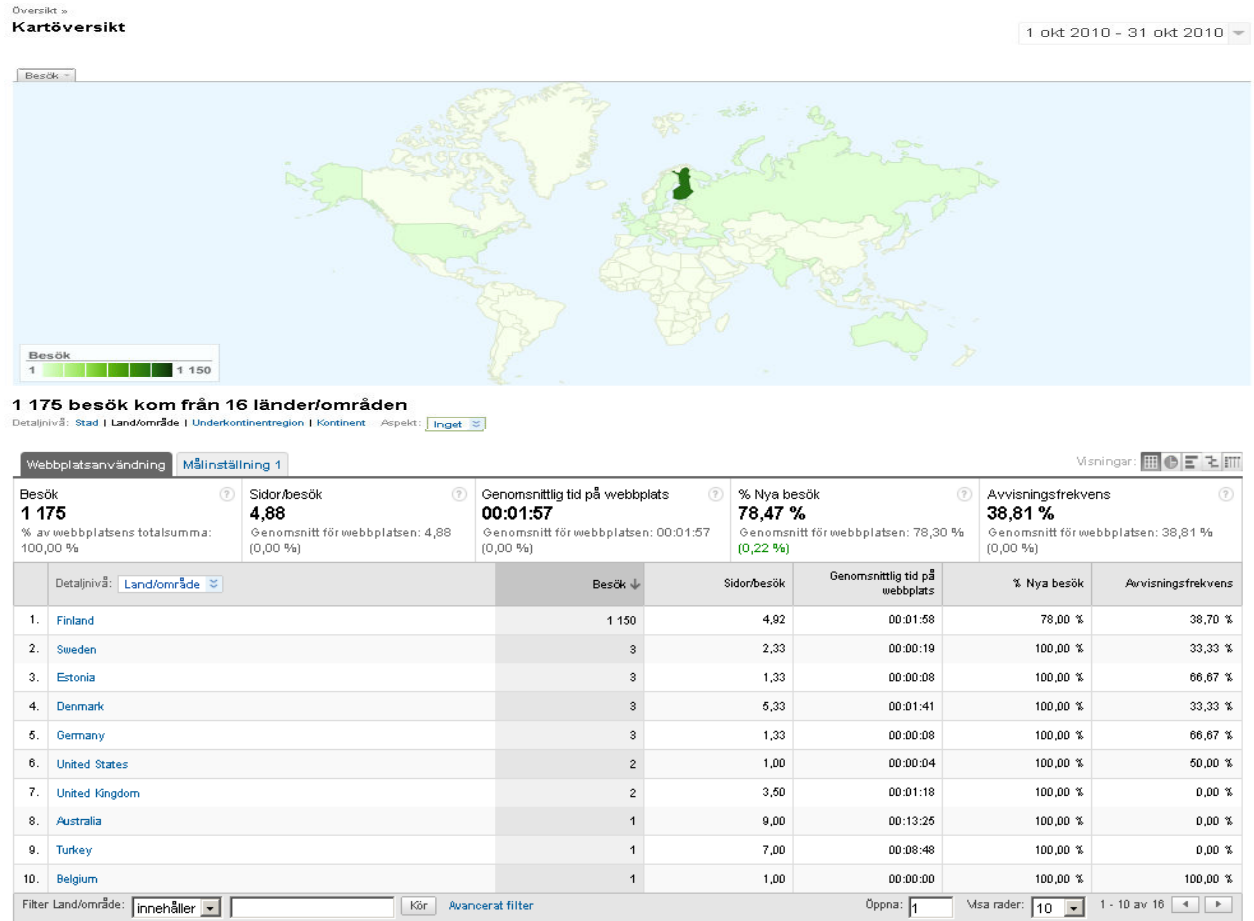 Översikt »
Kartöversikt
1 okt 2010 - 31 okt 2010
Besök
Besök
1 1 150
1 175 besök kom från 16 länder/områden
Detaljnivå: Stad | Land/område | Underkontinentregion | Kontinent Aspekt: Inget
Webbplatsanvändning Målinställning 1 Visningar:
Besök ? Sidor/besök ? Genomsnittlig tid på webbplats ? % Nya besök ? Avvisningsfrekvens ?
1 175 4,88 00:01:57 78,47 % 38,81 %
% av webbplatsens totalsumma: Genomsnitt för webbplatsen: 4,88 Genomsnitt för webbplatsen: 00:01:57 Genomsnitt för webbplatsen: 78,30 % Genomsnitt för webbplatsen: 38,81 %
100,00 % (0,00 %) (0,00 %) (0,22 %) (0,00 %)
Detaljnivå: Land/område Besök Sidor/besök Genomsnittlig tid på webbplats % Nya besök Avvisningsfrekvens
1. Finland 1 150 4,92 00:01:58 78,00 % 38,70 %
2. Sweden 3 2,33 00:00:19 100,00 % 33,33 %
3. Estonia 3 1,33 00:00:08 100,00 % 66,67 %
4. Denmark 3 5,33 00:01:41 100,00 % 33,33 %
5. Germany 3 1,33 00:00:08 100,00 % 66,67 %
6. United States 2 1,00 00:00:04 100,00 % 50,00 %
7. United Kingdom 2 3,50 00:01:18 100,00 % 0,00 %
8. Australia 1 9,00 00:13:25 100,00 % 0,00 %
9. Turkey 1 7,00 00:08:48 100,00 % 0,00 %
10. Belgium 1 1,00 00:00:00 100,00 % 100,00 %
Filter Land/område: innehåller Kör Avancerat filter Öppna: 1 Visa rader: 10 1 - 10 av 16